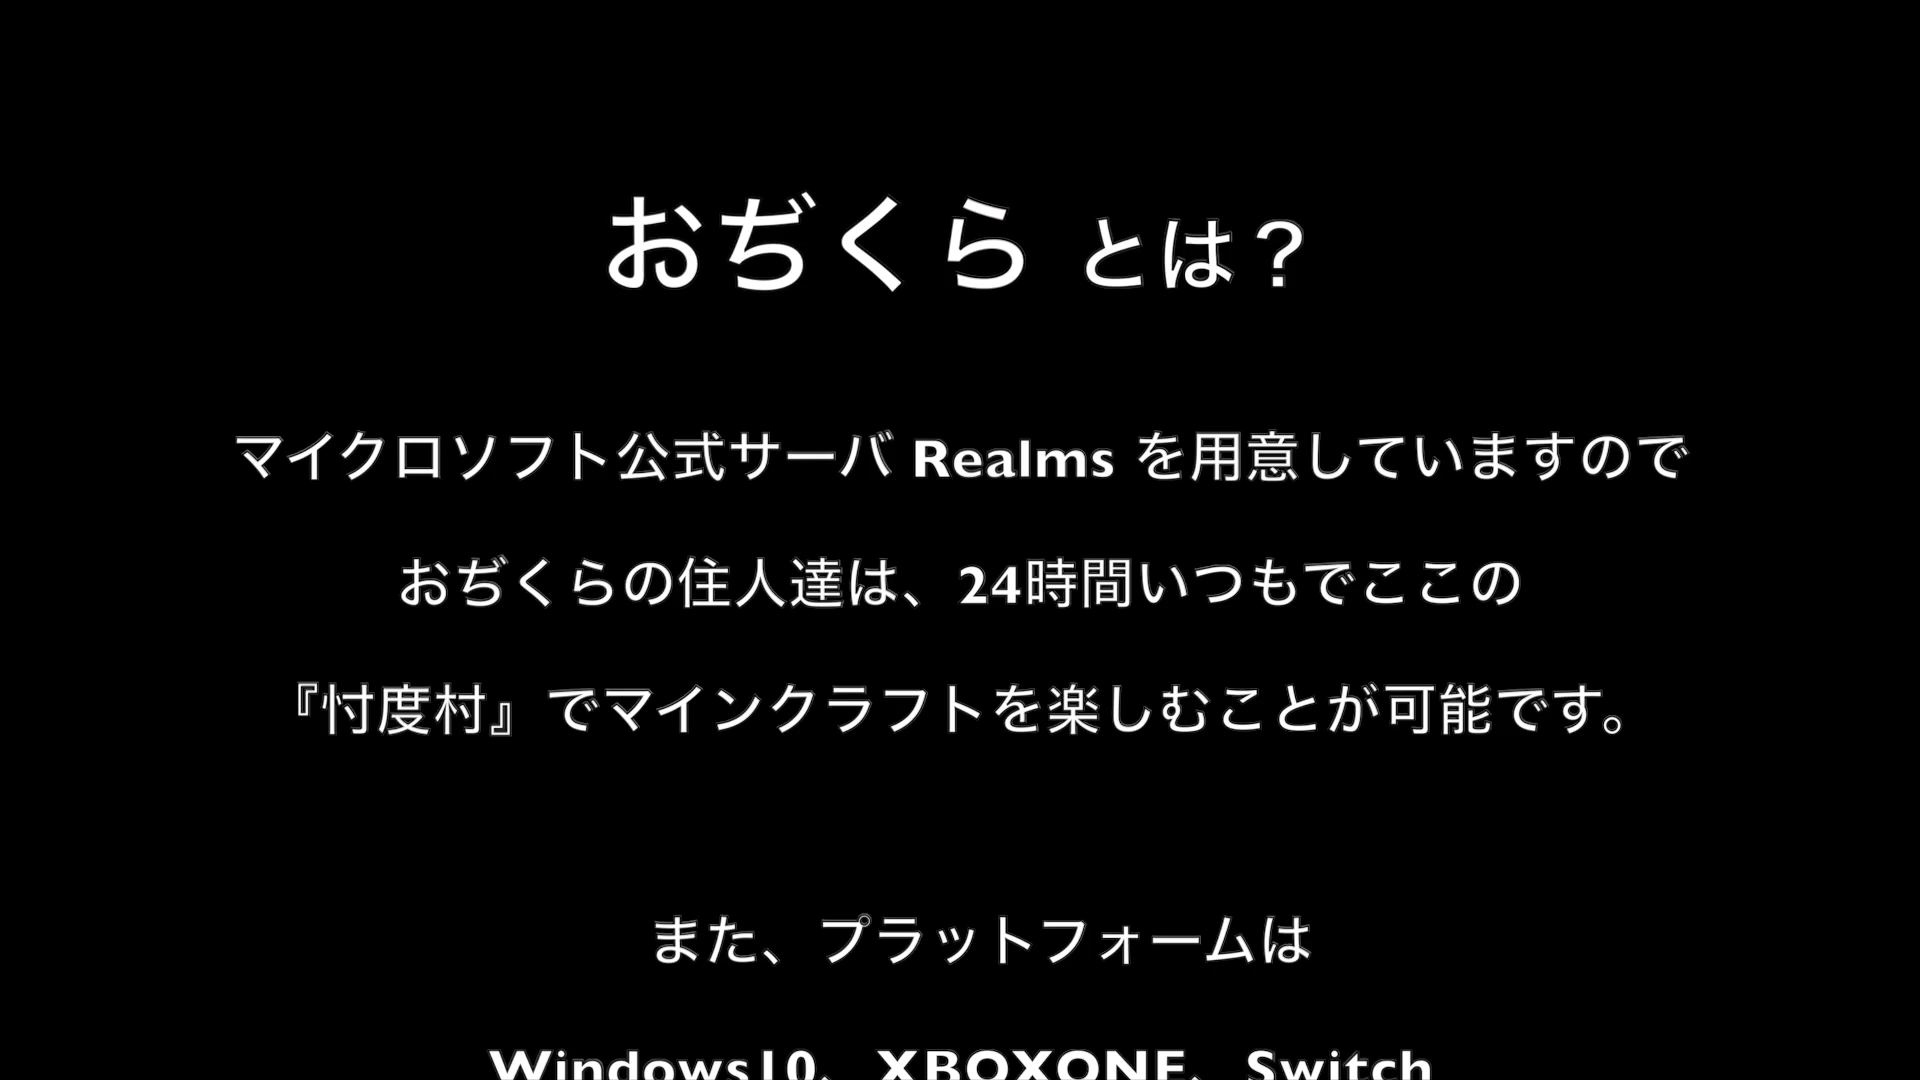 おぢくら とは？
マイクロソフト公式サーバ Realms を用意していますので
おぢくらの住人達は、24時間いつもでここの
『忖度村』でマインクラフトを楽しむことが可能です。
また、プラットフォームは
Windows10、XBOXONE、Switch